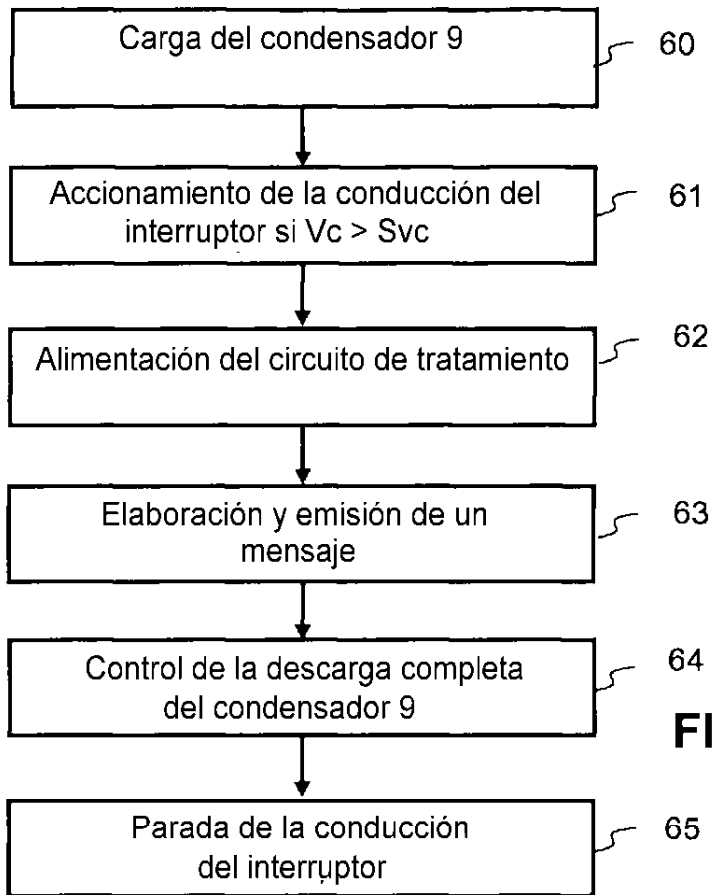 Carga del condensador 9
60
Accionamiento de la conducción del
interruptor si Vc > Svc
61
Alimentación del circuito de tratamiento
62
Elaboración y emisión de un
mensaje
63
Control de la descarga completa
del condensador 9
64
FI
Parada de la conducción
del interruptor
65